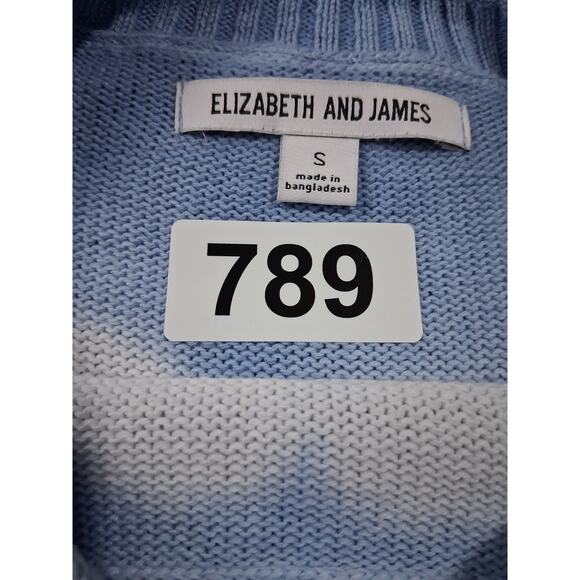 ELIZABETH AND JAMES
S
made in
bangladesh
789